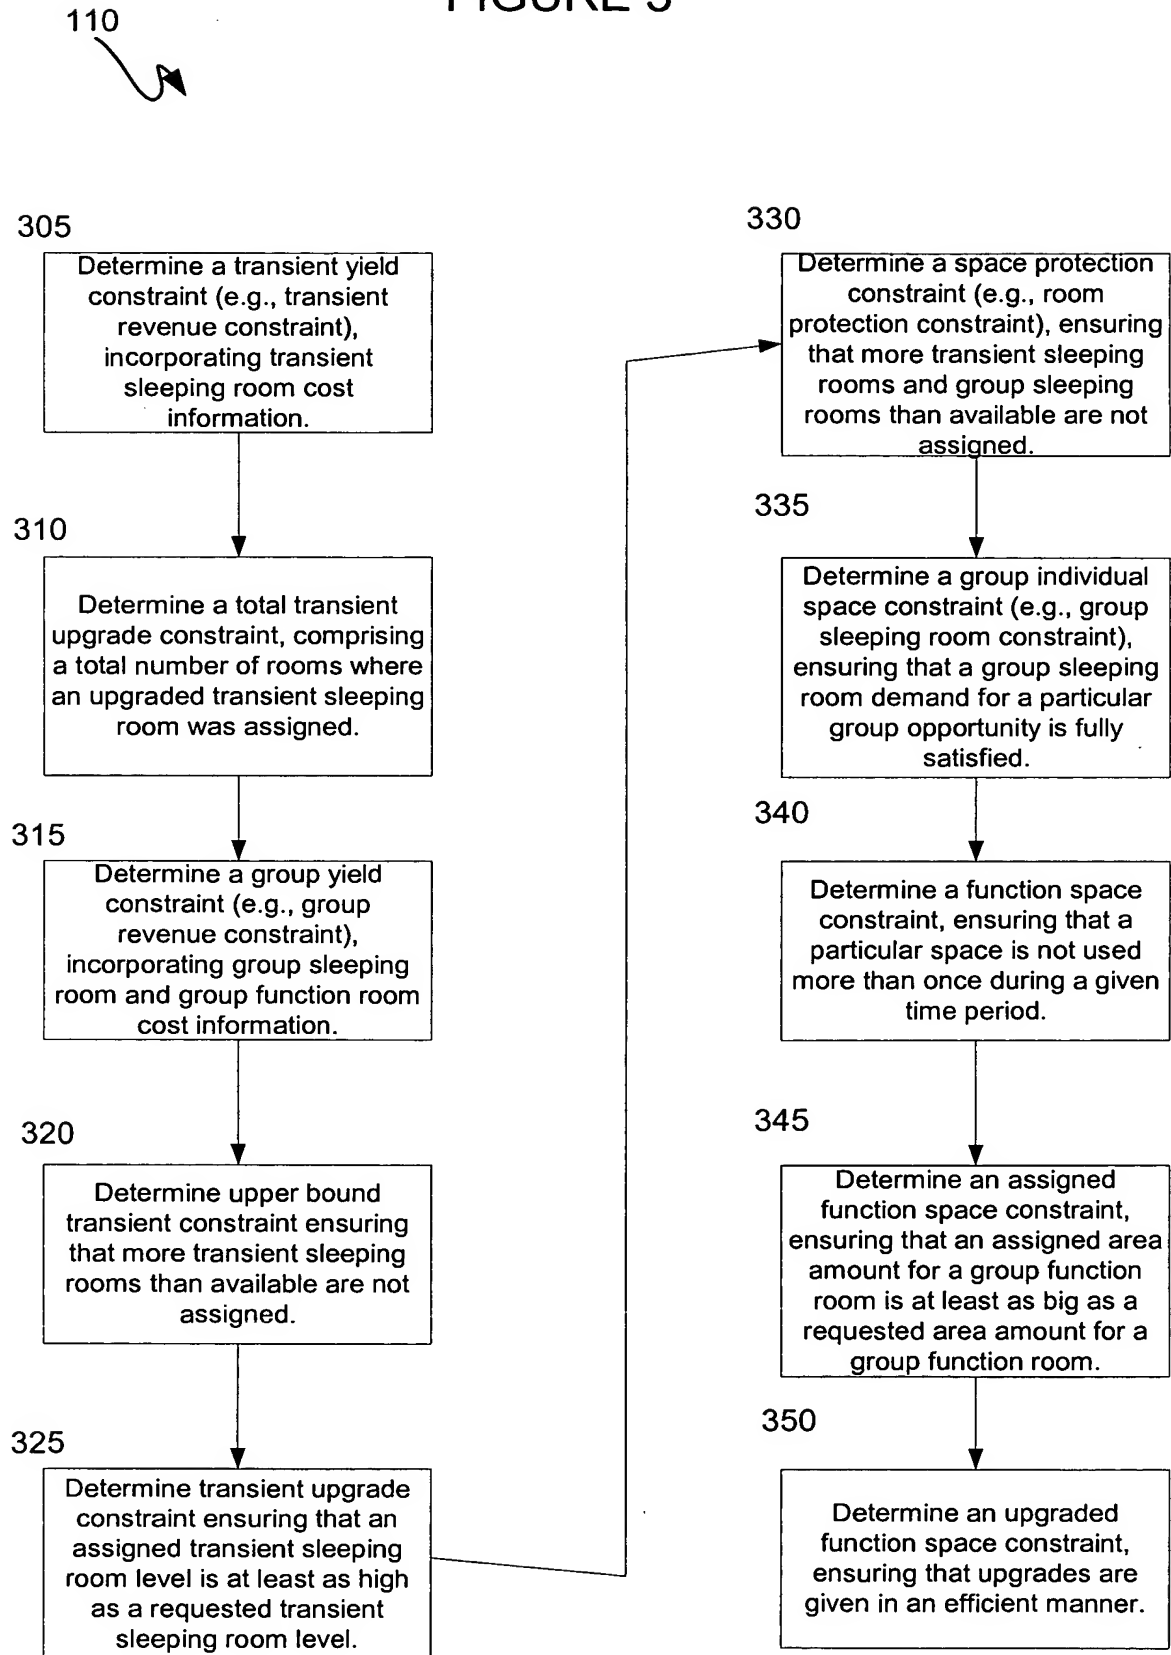 FIGURE 3
110
305
Determine a transient yield
constraint (e.g., transient
revenue constraint),
incorporating transient
sleeping room cost
information.
310
Determine a total transient
upgrade constraint, comprising
a total number of rooms where
an upgraded transient sleeping
room was assigned.
315
Determine a group yield
constraint (e.g., group
revenue constraint),
incorporating group sleeping
room and group function room
cost information.
320
Determine upper bound
transient constraint ensuring
that more transient sleeping
rooms than available are not
assigned.
325
Determine transient upgrade
constraint ensuring that an
assigned transient sleeping
room level is at least as high
as a requested transient
sleeping room level.
330
Determine a space protection
constraint (e.g., room
protection constraint), ensuring
that more transient sleeping
rooms and group sleeping
rooms than available are not
assigned.
335
Determine a group individual
space constraint (e.g., group
sleeping room constraint),
ensuring that a group sleeping
room demand for a particular
group opportunity is fully
satisfied.
340
Determine a function space
constraint, ensuring that a
particular space is not used
more than once during a given
time period.
345
Determine an assigned
function space constraint,
ensuring that an assigned area
amount for a group function
room is at least as big as a
requested area amount for a
group function room.
350
Determine an upgraded
function space constraint,
ensuring that upgrades are
given in an efficient manner.